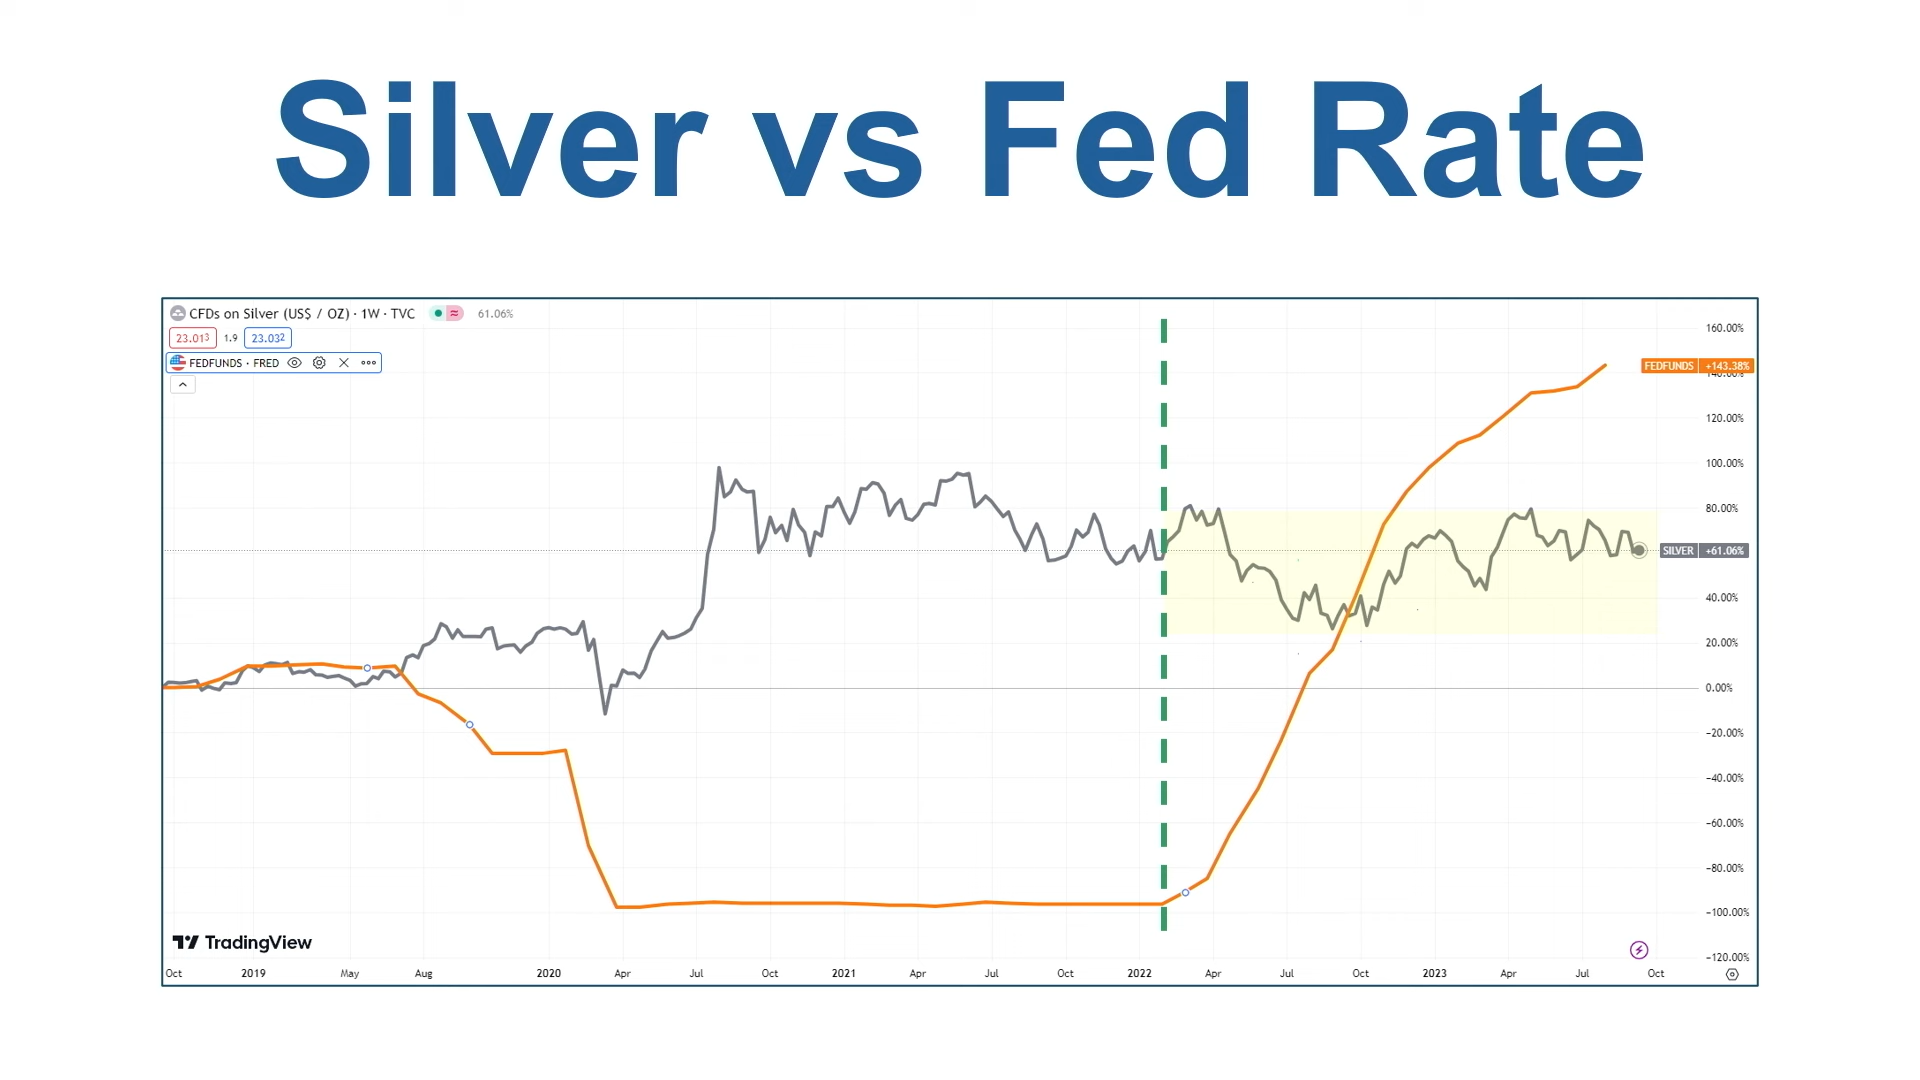 Silver vs Fed Rate
CFDs on Silver (US$ / OZ) · 1W · TVC 61.06%
23.013 1.9 23.032
FEDFUNDS · FRED
160.00%
FEDFUNDS +143.38%
140.00%
120.00%
100.00%
80.00%
SILVER +61.06%
40.00%
20.00%
0.00%
-20.00%
-40.00%
-60.00%
-80.00%
-100.00%
-120.00%
TradingView
Oct 2019 May Aug 2020 Apr Jul Oct 2021 Apr Jul Oct 2022 Apr Jul Oct 2023 Apr Jul Oct